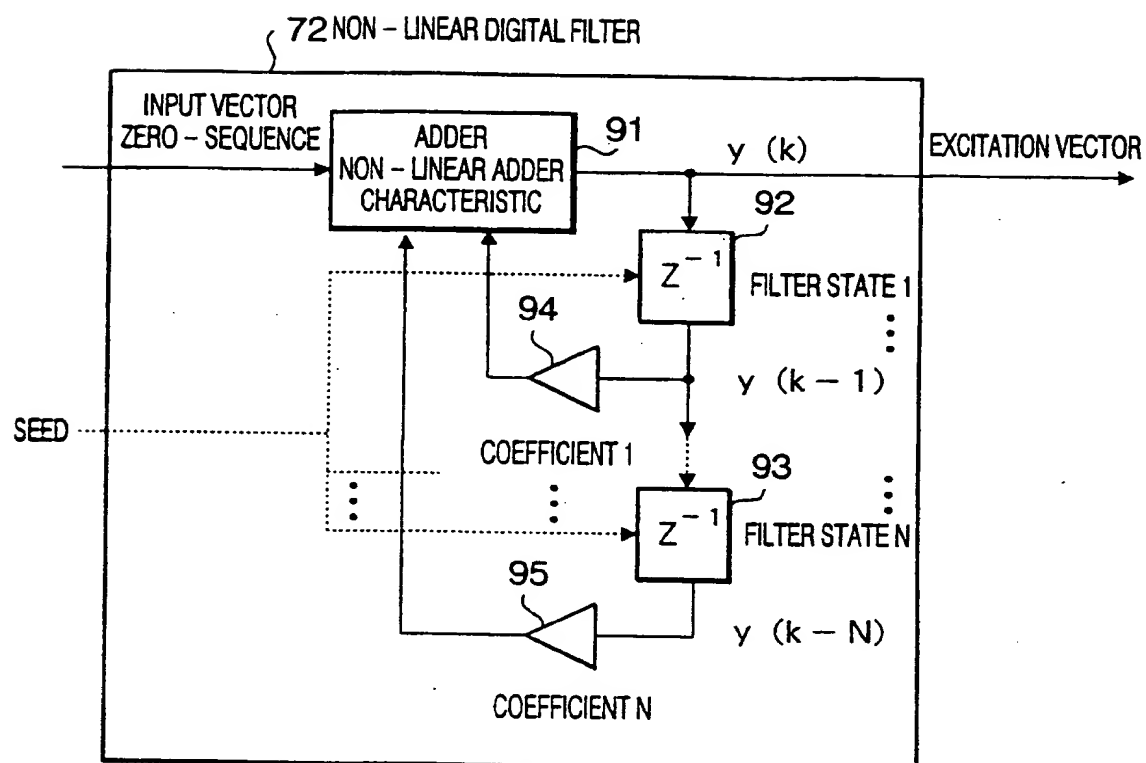 72 NON - LINEAR DIGITAL FILTER
INPUT VECTOR
ZERO - SEQUENCE
ADDER
NON - LINEAR ADDER
CHARACTERISTIC
91
y (k)
EXCITATION VECTOR
92
Z⁻¹
FILTER STATE 1
94
y (k - 1)
SEED
COEFFICIENT 1
93
Z⁻¹
FILTER STATE N
95
y (k - N)
COEFFICIENT N